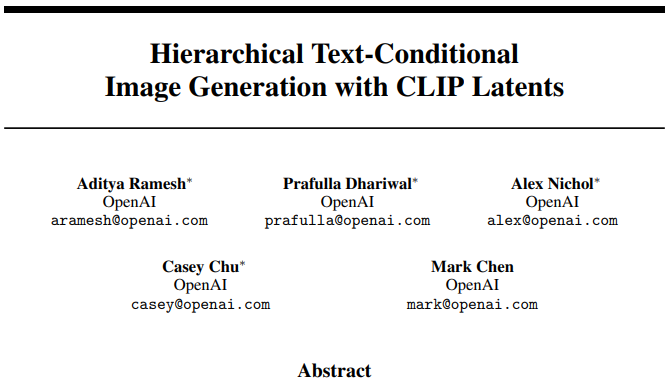 Hierarchical Text-Conditional
Image Generation with CLIP Latents
Aditya Ramesh* Prafulla Dhariwal* Alex Nichol*
OpenAI OpenAI OpenAI
aramesh@openai.com prafulla@openai.com alex@openai.com
Casey Chu* Mark Chen
OpenAI OpenAI
casey@openai.com mark@openai.com
Abstract